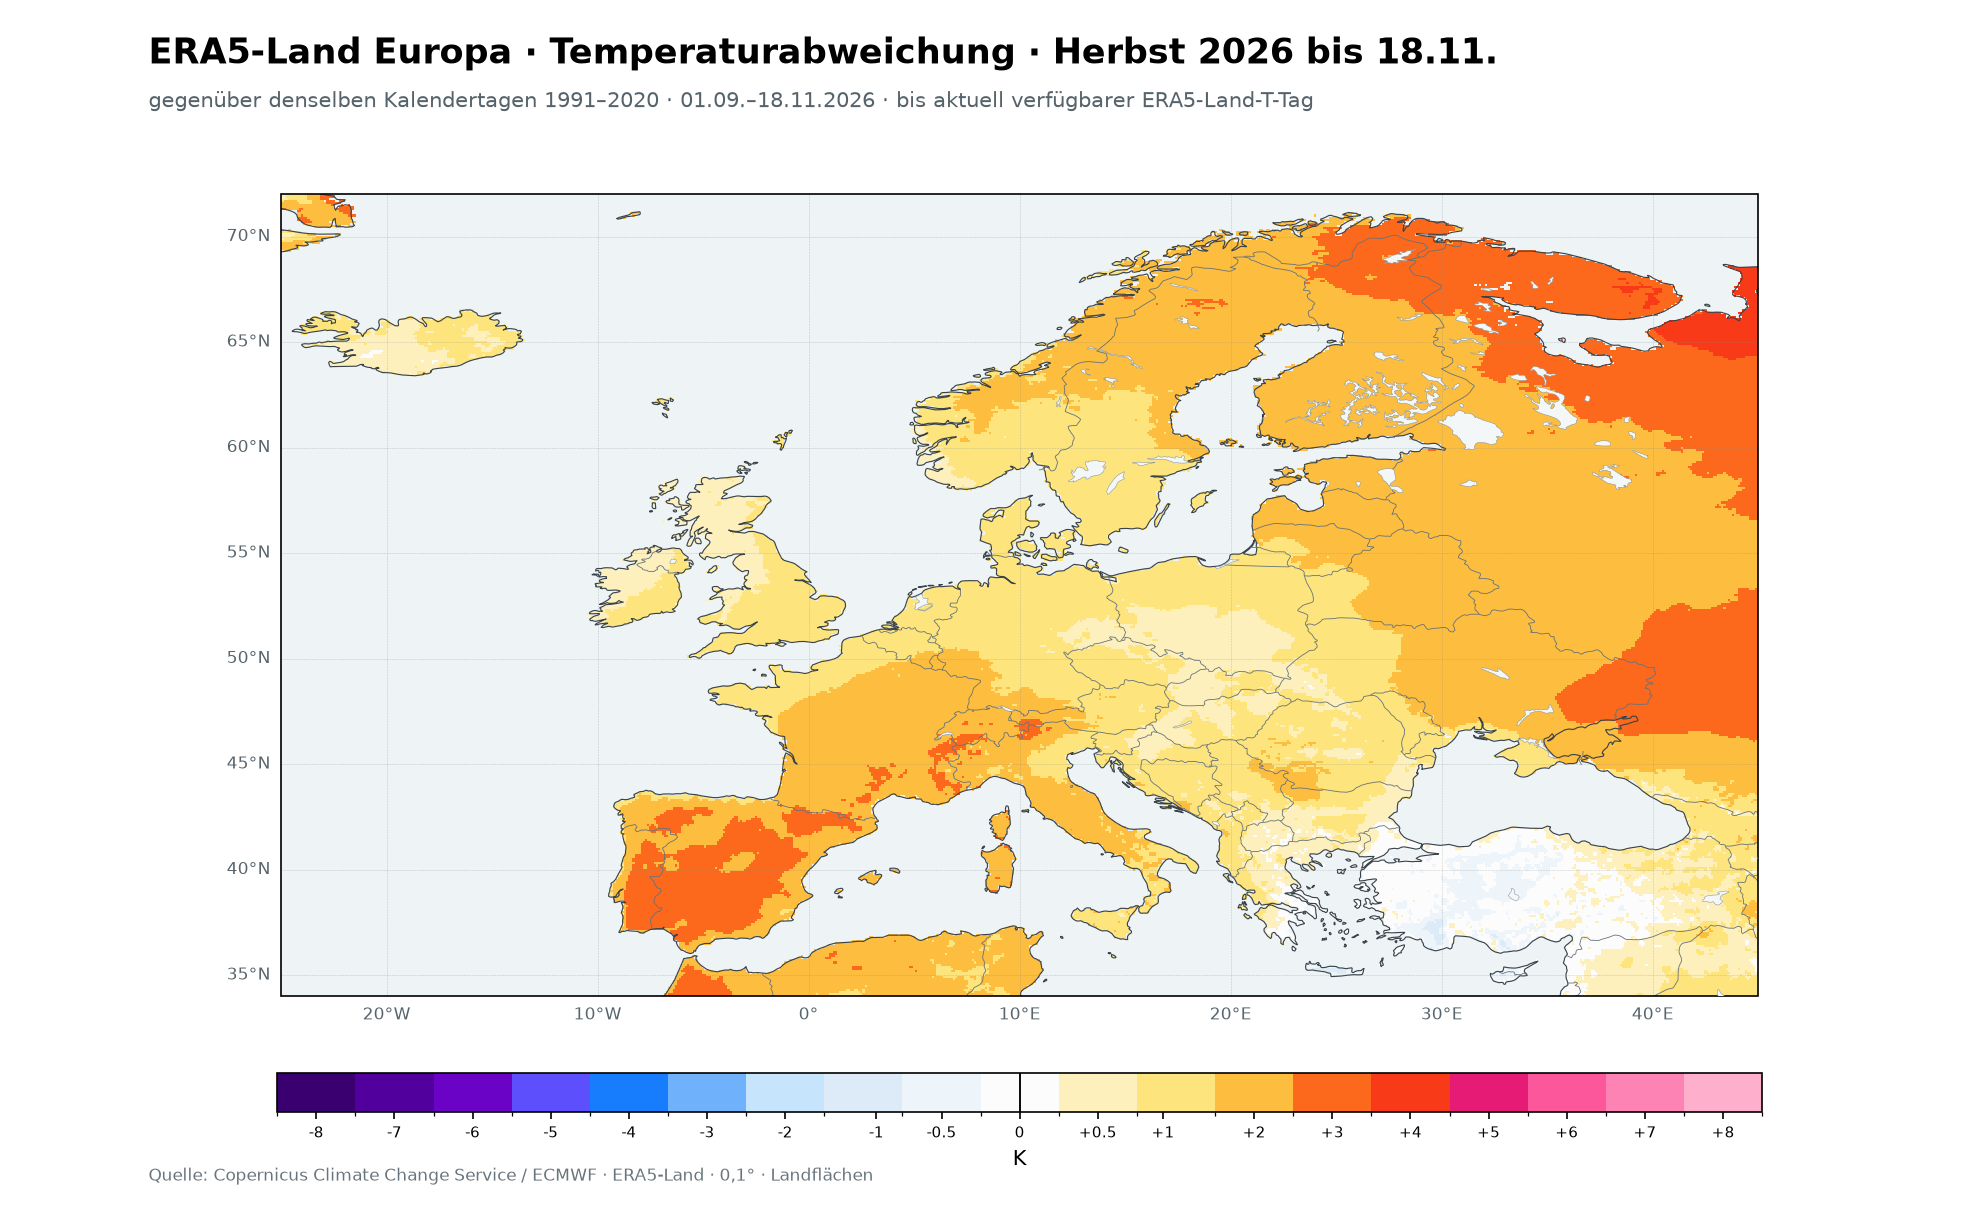 ERA5-Land Europa · Temperaturabweichung · Herbst 2026 bis 18.11.
gegenüber denselben Kalendertagen 1991–2020 · 01.09.–18.11.2026 · bis aktuell verfügbarer ERA5-Land-T-Tag
70°N
65°N
60°N
55°N
50°N
45°N
40°N
35°N
20°W 10°W 0° 10°E 20°E 30°E 40°E
-8 -7 -6 -5 -4 -3 -2 -1 -0.5 0 +0.5 +1 +2 +3 +4 +5 +6 +7 +8
K
Quelle: Copernicus Climate Change Service / ECMWF · ERA5-Land · 0,1° · Landflächen